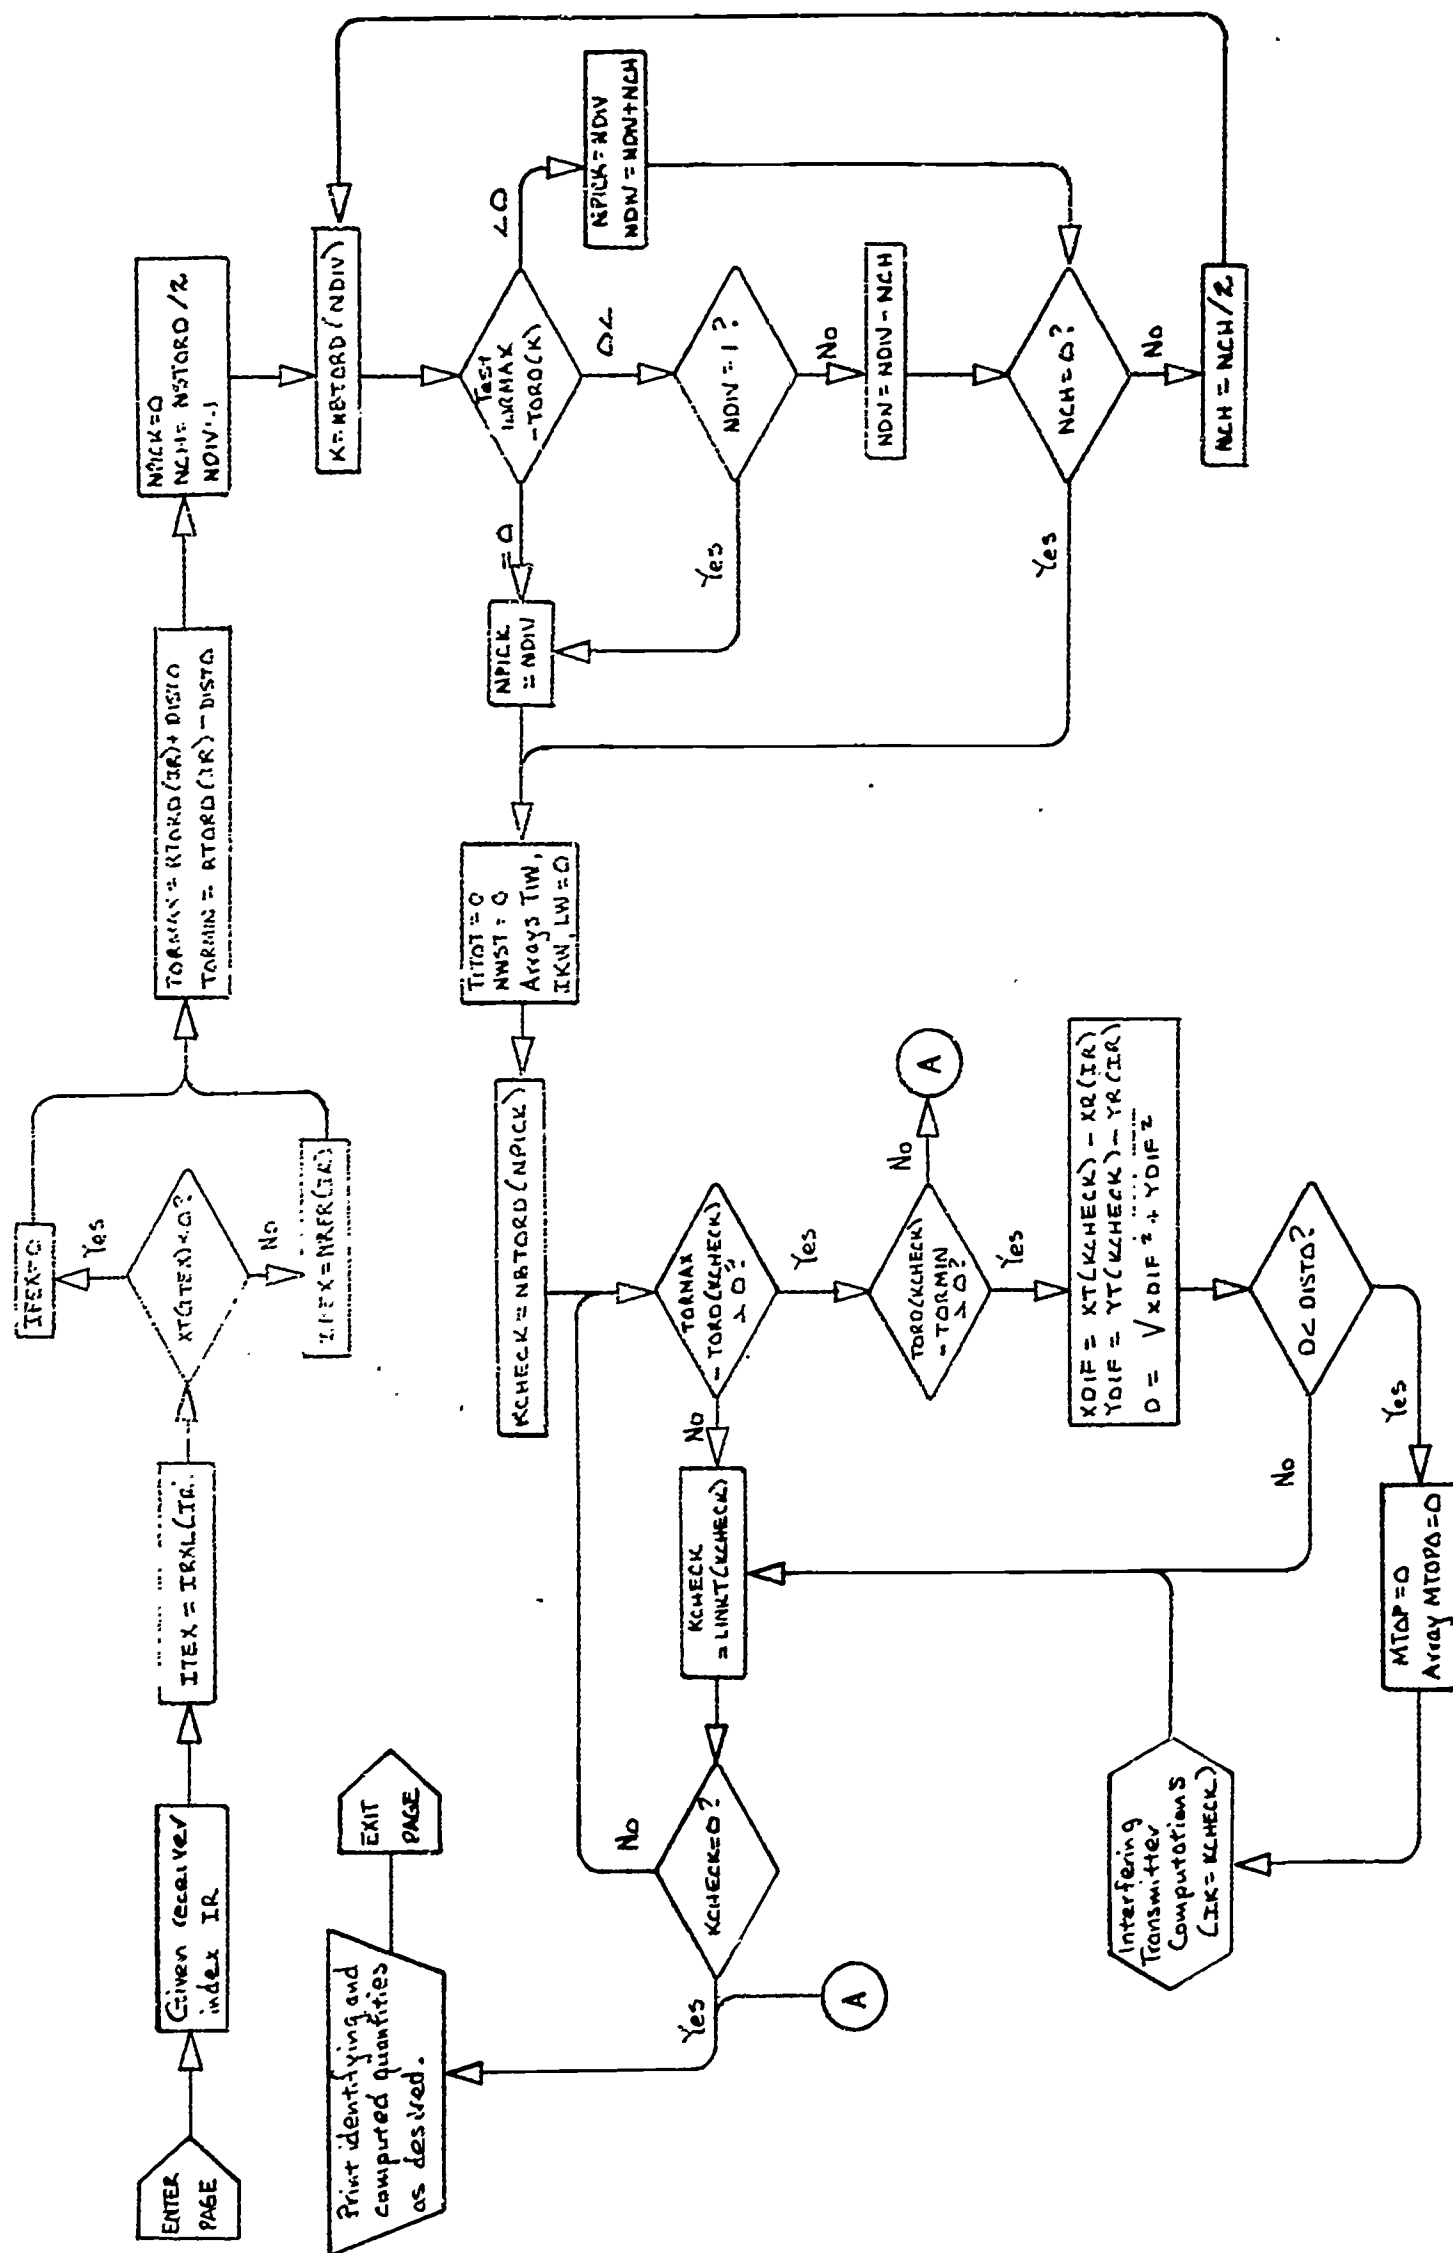 ENTER
PAGE
Given receiver
index IR
ITEX = IRXL(IR
XT(ITEX)<0?
Yes
IFEX=0
No
IFEX=NRFR(IR)
TORMAX = RTORD(IR)+DISTO
TORMIN = RTORD(IR)-DISTO
NPICK=0
NCH= NSTORD/2
K=NBTORD(NDIV)
Test
TORMAX
-TORD(K)
<0
NPICK=NDIV
NDIV=NDIV+NCH
0<
=0
NDIV=1?
Yes
No
NPICK
=NDIV
NDIV=NDIV-NCH
NCH=0?
Yes
No
NCH=NCH/2
TITOT=0
NWST=0
Arrays TIW,
IKW, LW=0
KCHECK=NBTORD(NPICK)
TORMAX
-TORD(KCHECK)
>0?
No
Yes
TORD(KCHECK)
-TORMIN
>0?
No
A
Yes
XDIF = XT(KCHECK)-XR(IR)
YDIF = YT(KCHECK)-YR(IR)
D = √XDIF²+YDIF²
D<DISTO?
No
Yes
MTOP=0
Array MTOPO=0
Interfering
Transmitter
Computations
(IK=KCHECK)
KCHECK
=LINKT(KCHECK)
KCHECK=0?
No
Yes
A
Print identifying and
computed quantities
as desired.
EXIT
PAGE